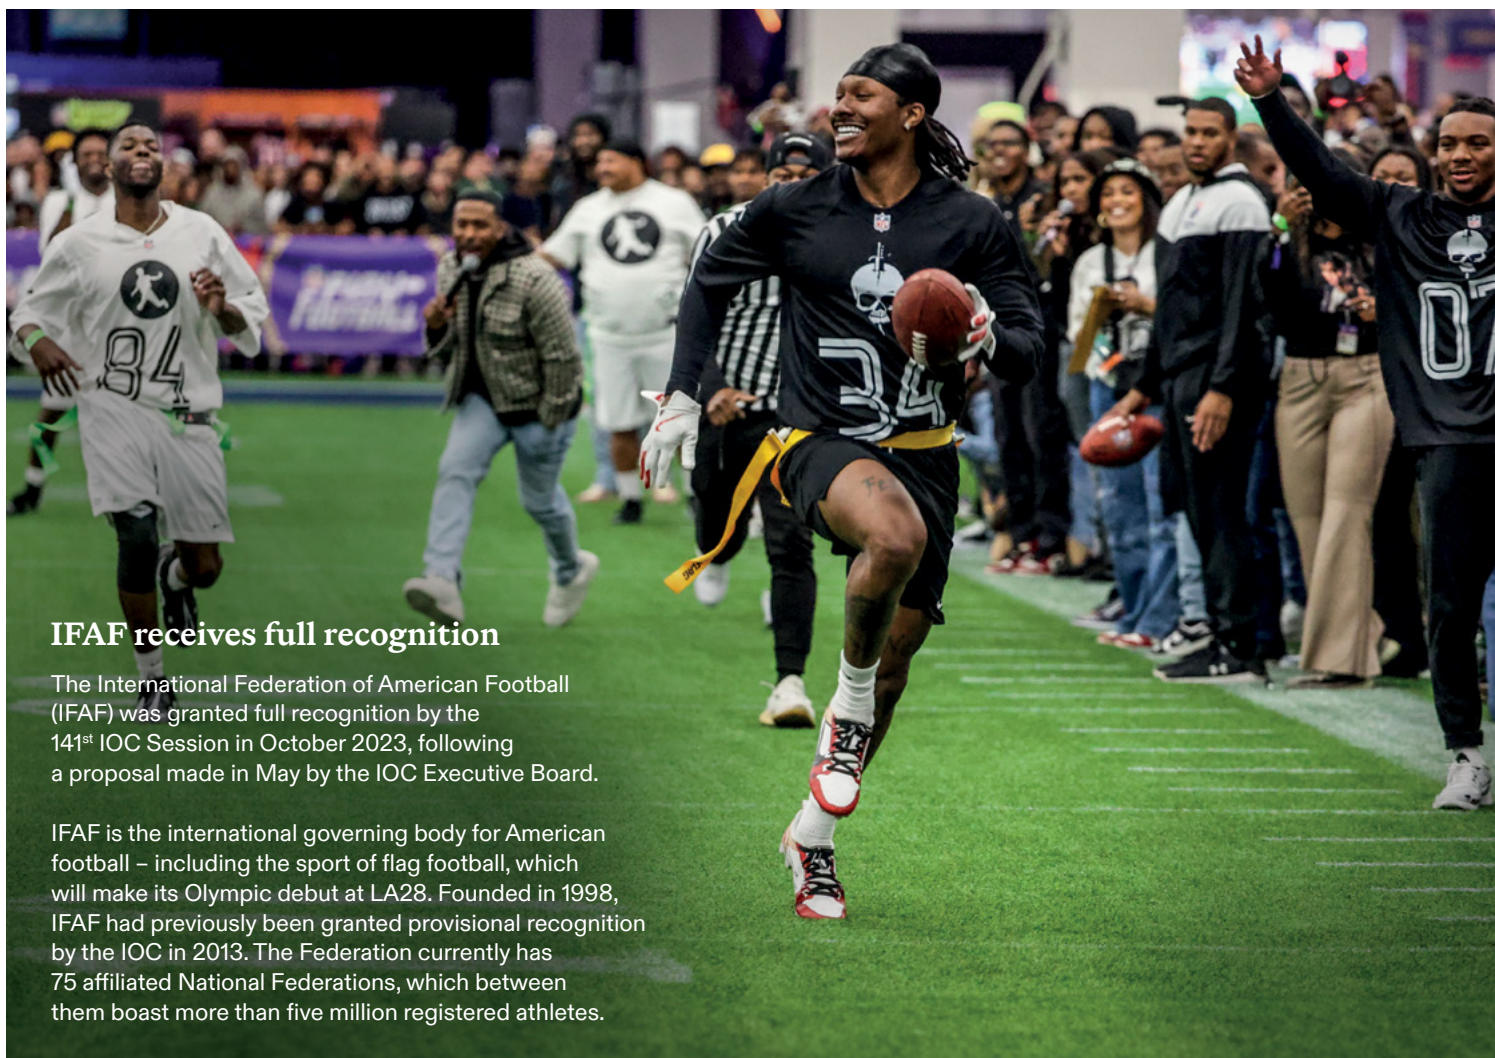 84
34
07
IFAF receives full recognition
The International Federation of American Football
(IFAF) was granted full recognition by the
141st IOC Session in October 2023, following
a proposal made in May by the IOC Executive Board.
IFAF is the international governing body for American
football – including the sport of flag football, which
will make its Olympic debut at LA28. Founded in 1998,
IFAF had previously been granted provisional recognition
by the IOC in 2013. The Federation currently has
75 affiliated National Federations, which between
them boast more than five million registered athletes.